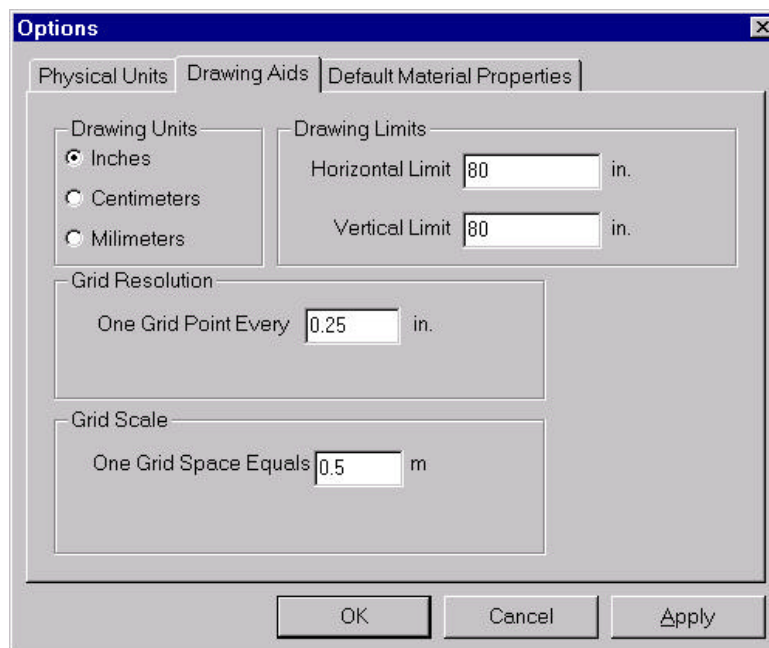 Options
Physical Units Drawing Aids Default Material Properties
Drawing Units
Inches
Centimeters
Milimeters
Drawing Limits
Horizontal Limit 80 in.
Vertical Limit 80 in.
Grid Resolution
One Grid Point Every 0.25 in.
Grid Scale
One Grid Space Equals 0.5 m
OK Cancel Apply